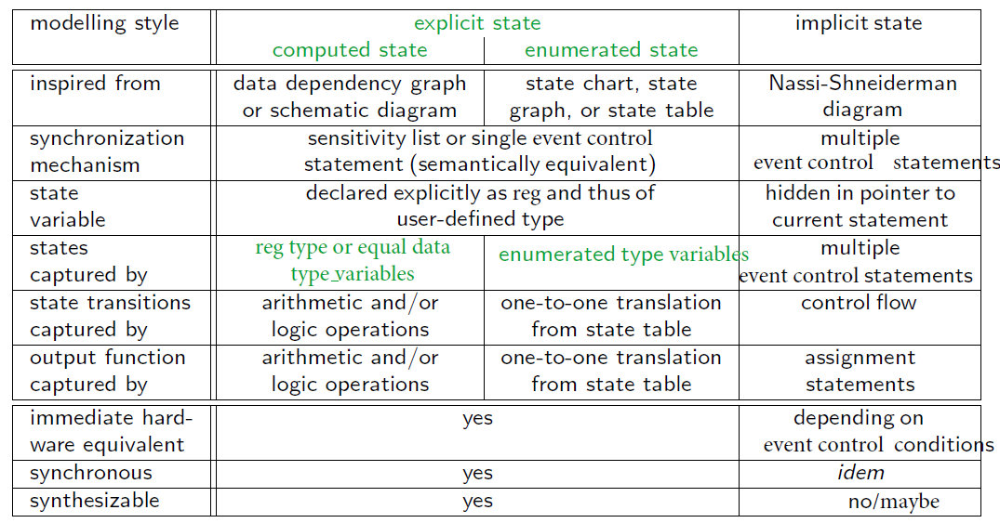 modelling style explicit state implicit state
computed state enumerated state
inspired from data dependency graph state chart, state Nassi-Shneiderman
or schematic diagram graph, or state table diagram
synchronization sensitivity list or single event control multiple
mechanism statement (semantically equivalent) event control statements
state declared explicitly as reg and thus of hidden in pointer to
variable user-defined type current statement
states reg type or equal data enumerated type variables multiple
captured by type_variables event control statements
state transitions arithmetic and/or one-to-one translation control flow
captured by logic operations from state table
output function arithmetic and/or one-to-one translation assignment
captured by logic operations from state table statements
immediate hard- yes depending on
ware equivalent event control conditions
synchronous yes idem
synthesizable yes no/maybe